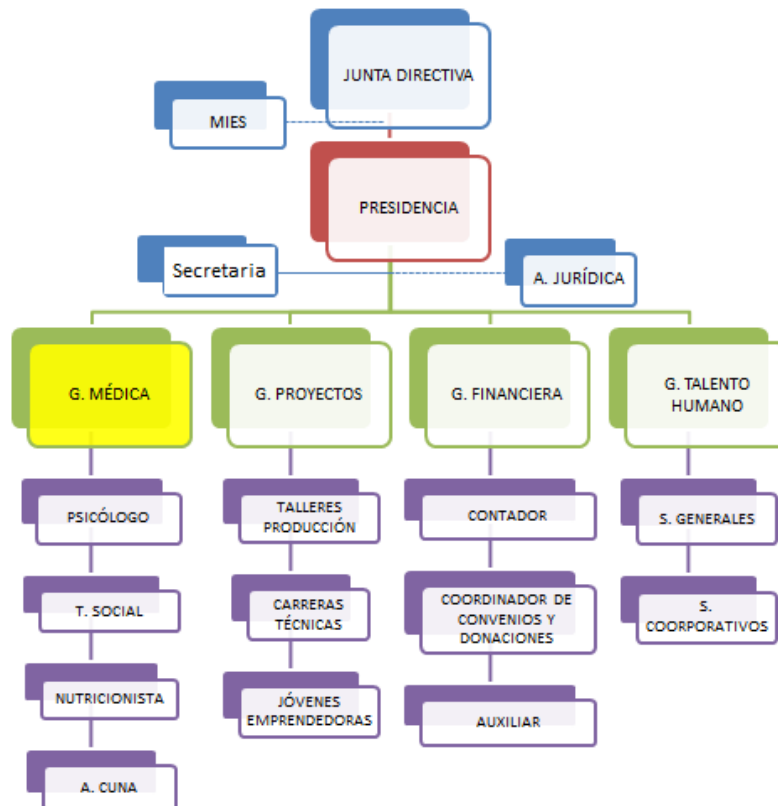 JUNTA DIRECTIVA
MIES
PRESIDENCIA
Secretaria
A. JURÍDICA
G. MÉDICA
G. PROYECTOS
G. FINANCIERA
G. TALENTO
HUMANO
PSICÓLOGO
TALLERES
PRODUCCIÓN
CONTADOR
S. GENERALES
T. SOCIAL
CARRERAS
TÉCNICAS
COORDINADOR DE
CONVENIOS Y
DONACIONES
S.
COORPORATIVOS
NUTRICIONISTA
JÓVENES
EMPRENDEDORAS
AUXILIAR
A. CUNA